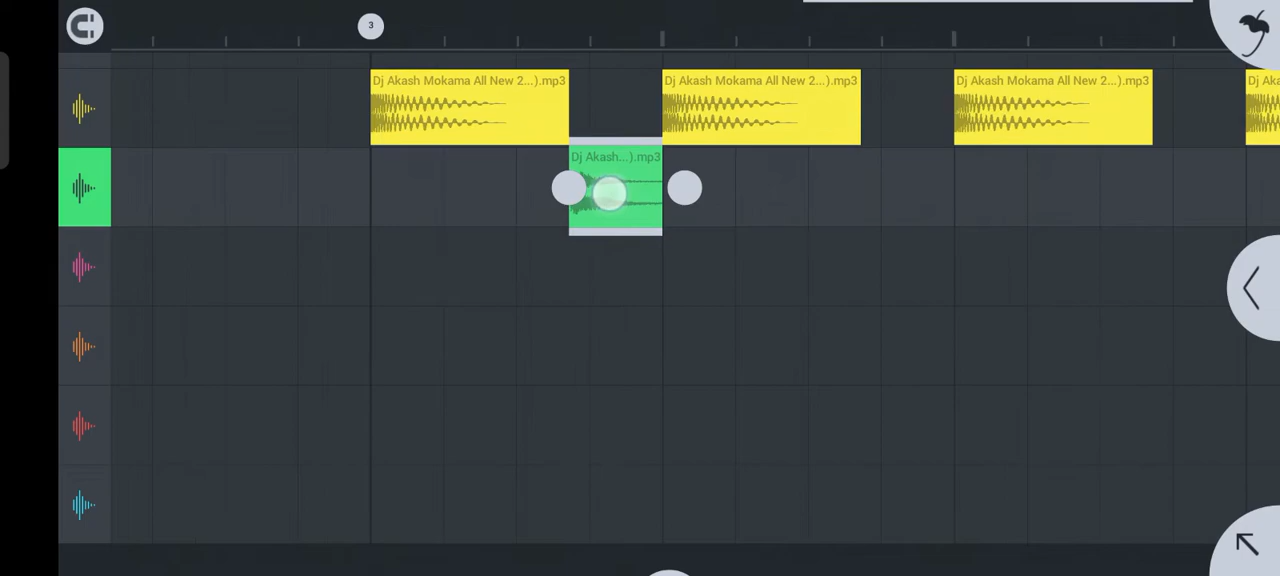 3
Dj Akash Mokama All New 2...).mp3
Dj Akash Mokama All New 2...).mp3
Dj Akash Mokama All New 2...).mp3
Dj Aka
Dj Akash...).mp3